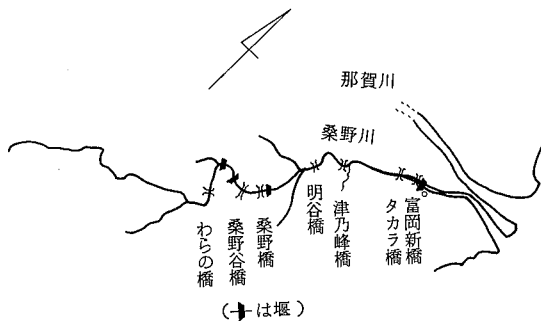 那賀川
桑野川
富岡新橋
タカラ橋
津乃峰橋
明谷橋
桑野橋
桑野谷橋
わらの橋
(は堰)